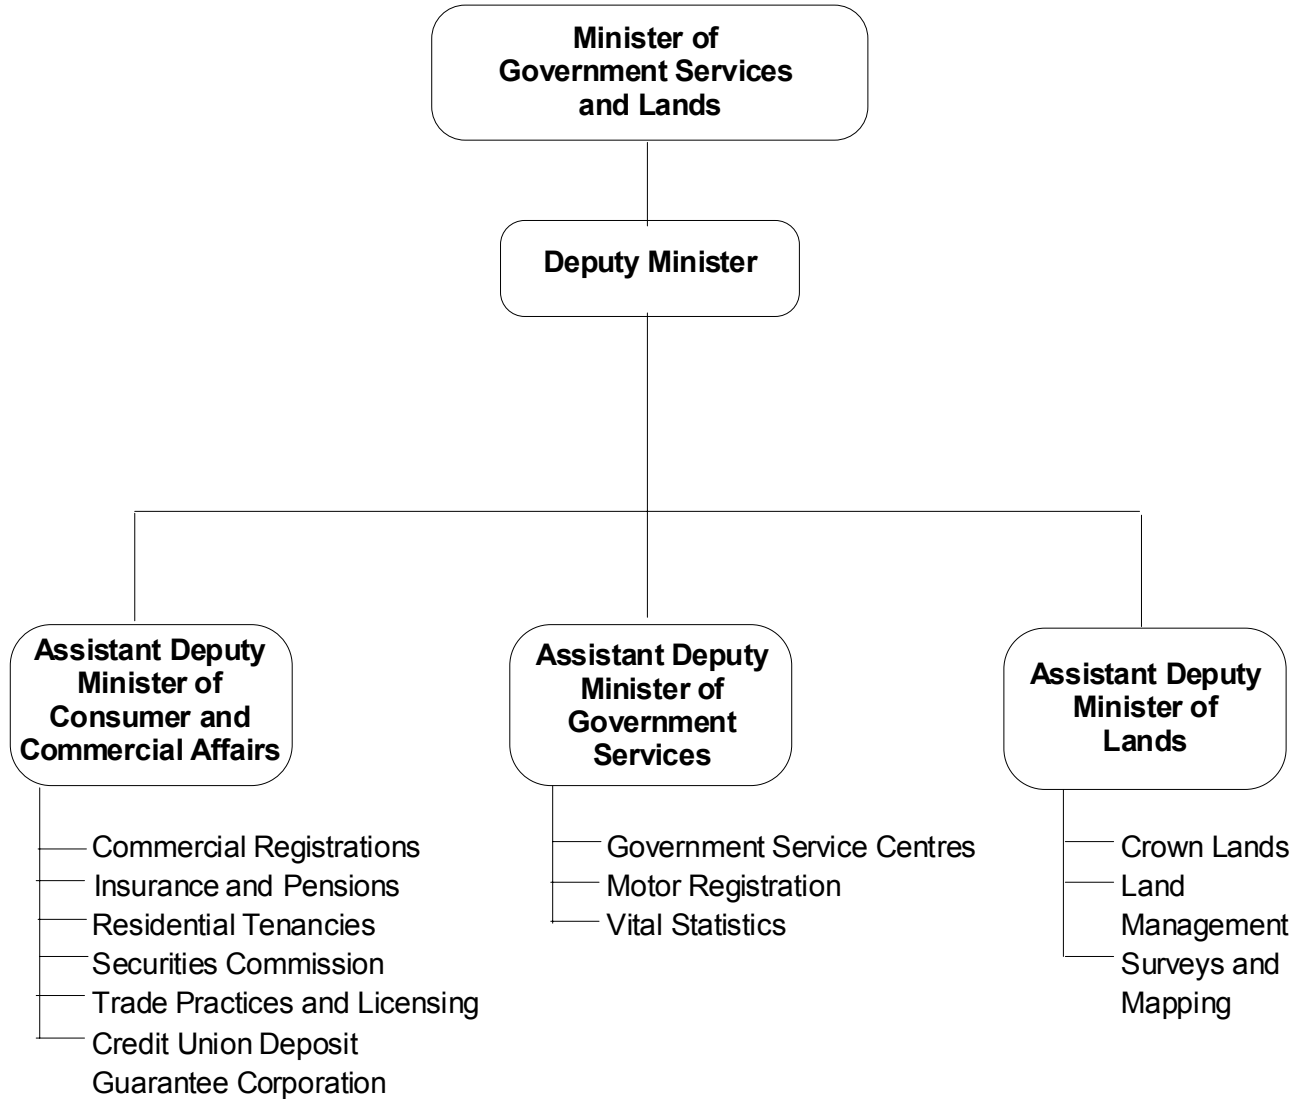 Minister of
Government Services
and Lands
Deputy Minister
Assistant Deputy
Minister of
Consumer and
Commercial Affairs
Commercial Registrations
Insurance and Pensions
Residential Tenancies
Securities Commission
Trade Practices and Licensing
Credit Union Deposit
Guarantee Corporation
Assistant Deputy
Minister of
Government
Services
Government Service Centres
Motor Registration
Vital Statistics
Assistant Deputy
Minister of
Lands
Crown Lands
Land
Management
Surveys and
Mapping